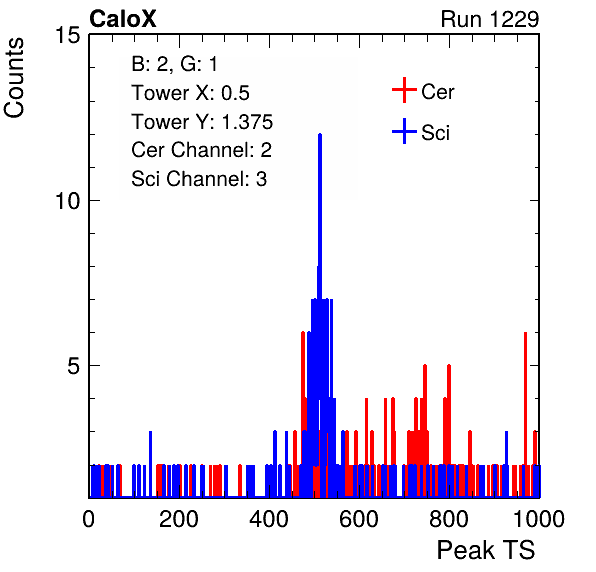 CaloX Run 1229
Counts
15
10
5
B: 2, G: 1
Tower X: 0.5
Tower Y: 1.375
Cer Channel: 2
Sci Channel: 3
Cer
Sci
0 200 400 600 800 1000
Peak TS